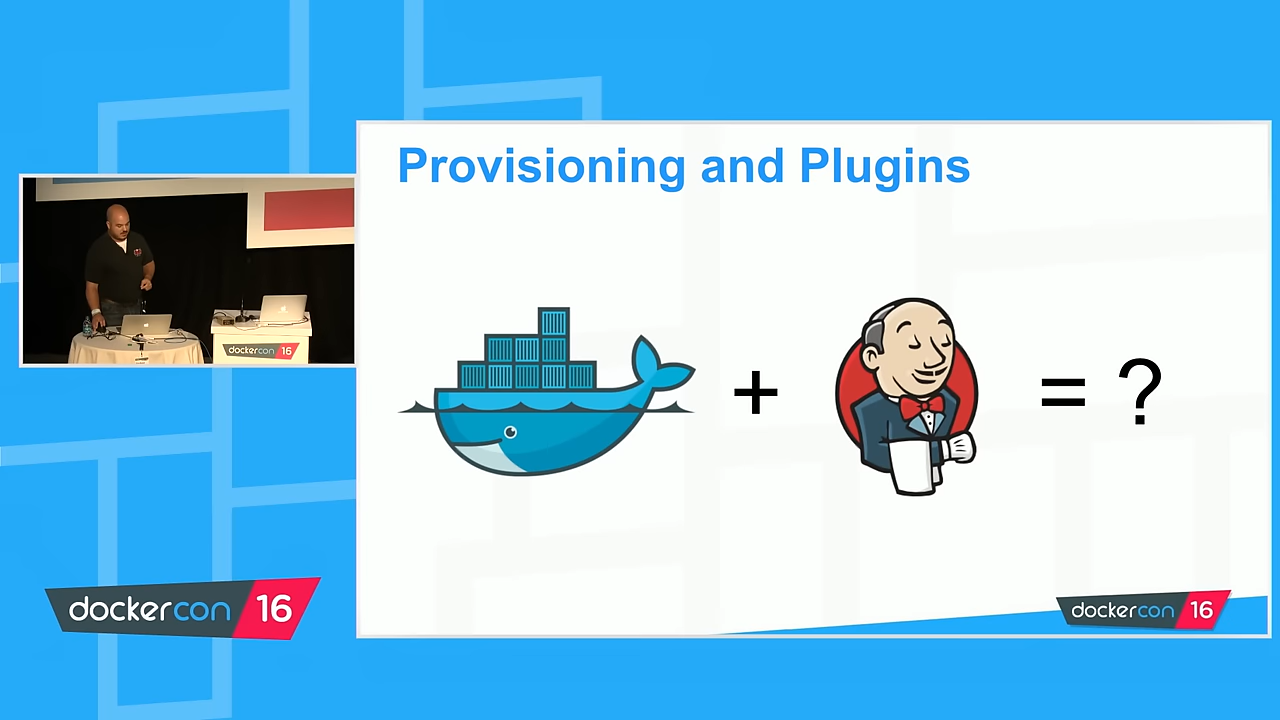 Provisioning and Plugins
+
= ?
dockercon 16
dockercon 16
dockercon 16